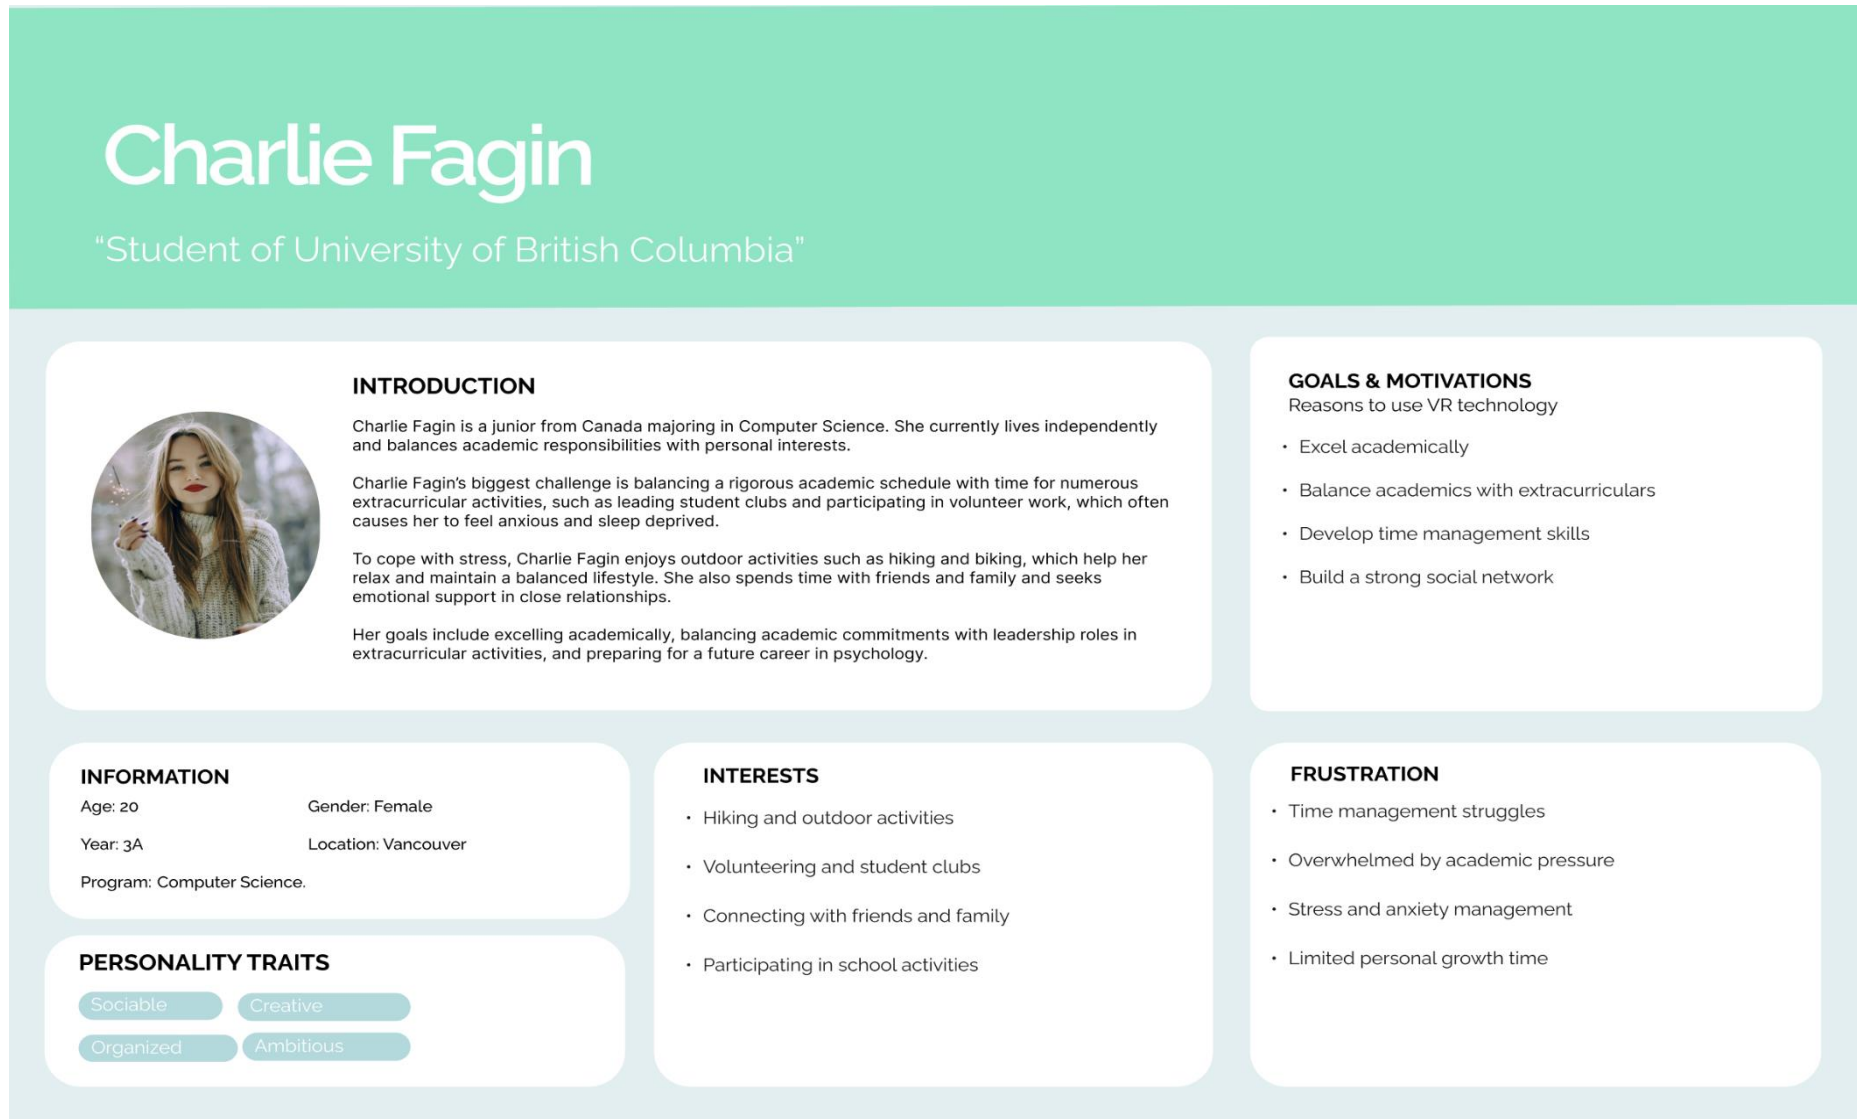 Charlie Fagin
“Student of University of British Columbia”
INTRODUCTION
Charlie Fagin is a junior from Canada majoring in Computer Science. She currently lives independently
and balances academic responsibilities with personal interests.
Charlie Fagin’s biggest challenge is balancing a rigorous academic schedule with time for numerous
extracurricular activities, such as leading student clubs and participating in volunteer work, which often
causes her to feel anxious and sleep deprived.
To cope with stress, Charlie Fagin enjoys outdoor activities such as hiking and biking, which help her
relax and maintain a balanced lifestyle. She also spends time with friends and family and seeks
emotional support in close relationships.
Her goals include excelling academically, balancing academic commitments with leadership roles in
extracurricular activities, and preparing for a future career in psychology.
GOALS & MOTIVATIONS
Reasons to use VR technology
• Excel academically
• Balance academics with extracurriculars
• Develop time management skills
• Build a strong social network
INFORMATION
Age: 20
Gender: Female
Year: 3A
Location: Vancouver
Program: Computer Science.
PERSONALITY TRAITS
Sociable
Creative
Organized
Ambitious
INTERESTS
• Hiking and outdoor activities
• Volunteering and student clubs
• Connecting with friends and family
• Participating in school activities
FRUSTRATION
• Time management struggles
• Overwhelmed by academic pressure
• Stress and anxiety management
• Limited personal growth time